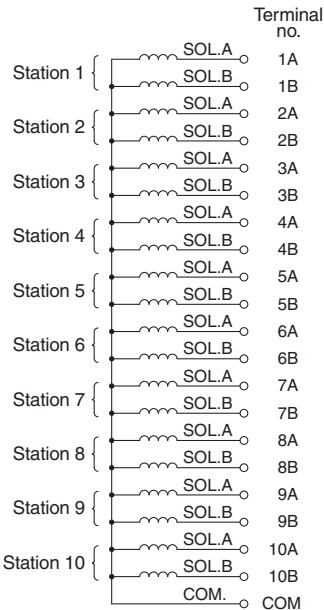 Terminal
no.
SOL.A 1A
Station 1
SOL.B 1B
SOL.A 2A
Station 2
SOL.B 2B
SOL.A 3A
Station 3
SOL.B 3B
SOL.A 4A
Station 4
SOL.B 4B
SOL.A 5A
Station 5
SOL.B 5B
SOL.A 6A
Station 6
SOL.B 6B
SOL.A 7A
Station 7
SOL.B 7B
SOL.A 8A
Station 8
SOL.B 8B
SOL.A 9A
Station 9
SOL.B 9B
SOL.A 10A
Station 10
SOL.B 10B
COM. COM